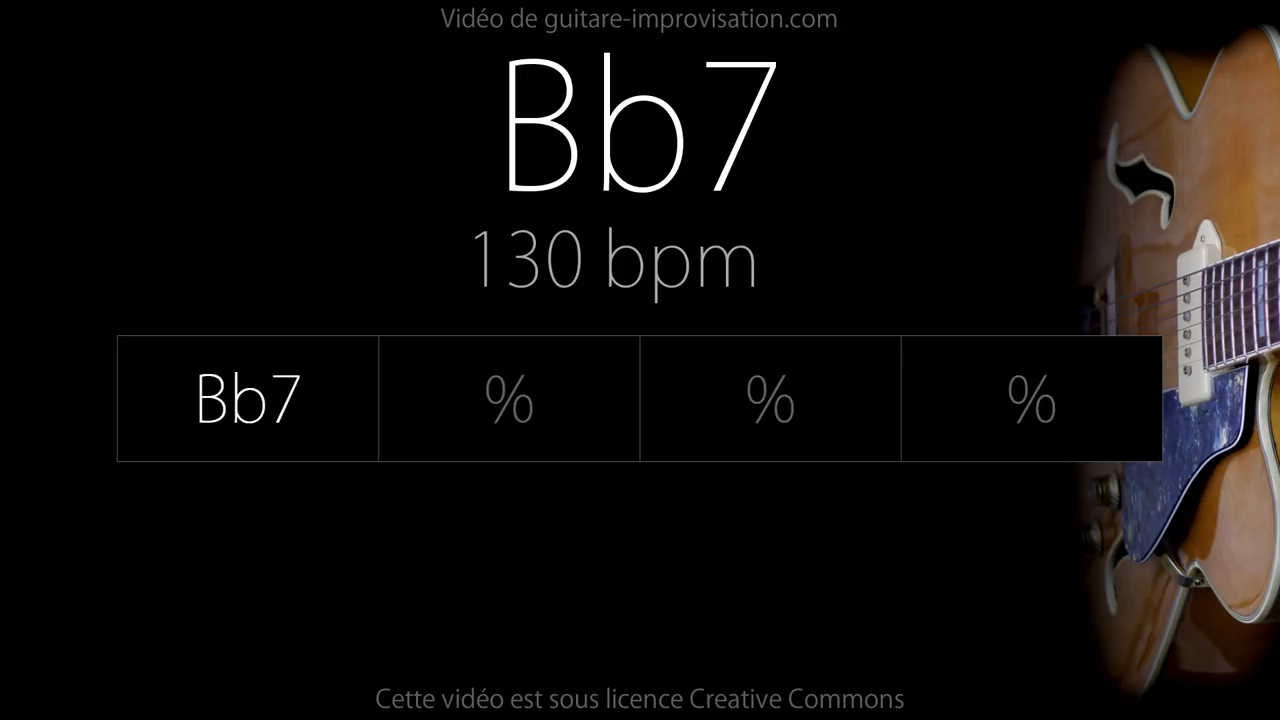 Vidéo de guitare-improvisation.com
Bb7
130 bpm
Bb7 % % %
Cette vidéo est sous licence Creative Commons